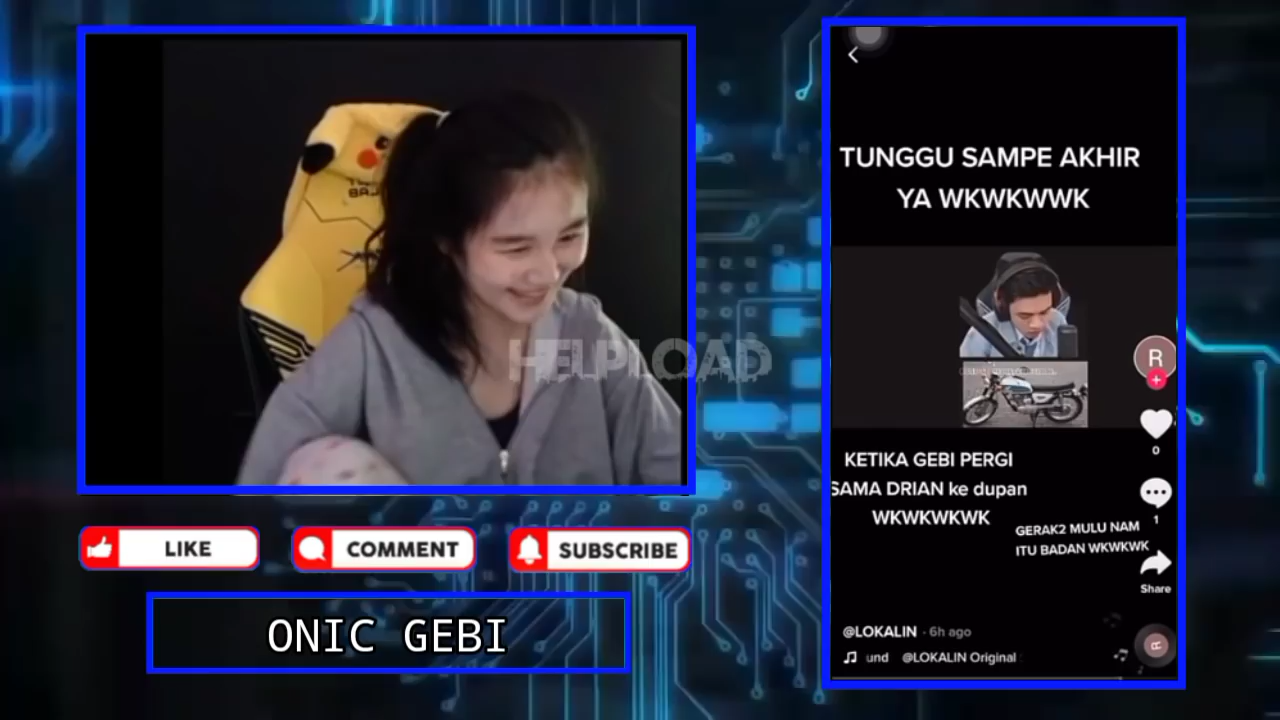 HELPLOAD
LIKE
COMMENT
SUBSCRIBE
ONIC GEBI
TUNGGU SAMPE AKHIR
YA WKWKWWK
KETIKA GEBI PERGI
SAMA DRIAN ke dupan
WKWKWKWK
GERAK2 MULU NAM
ITU BADAN WKWKWK
R
0
1
Share
@LOKALIN · 6h ago
und @LOKALIN Original
R